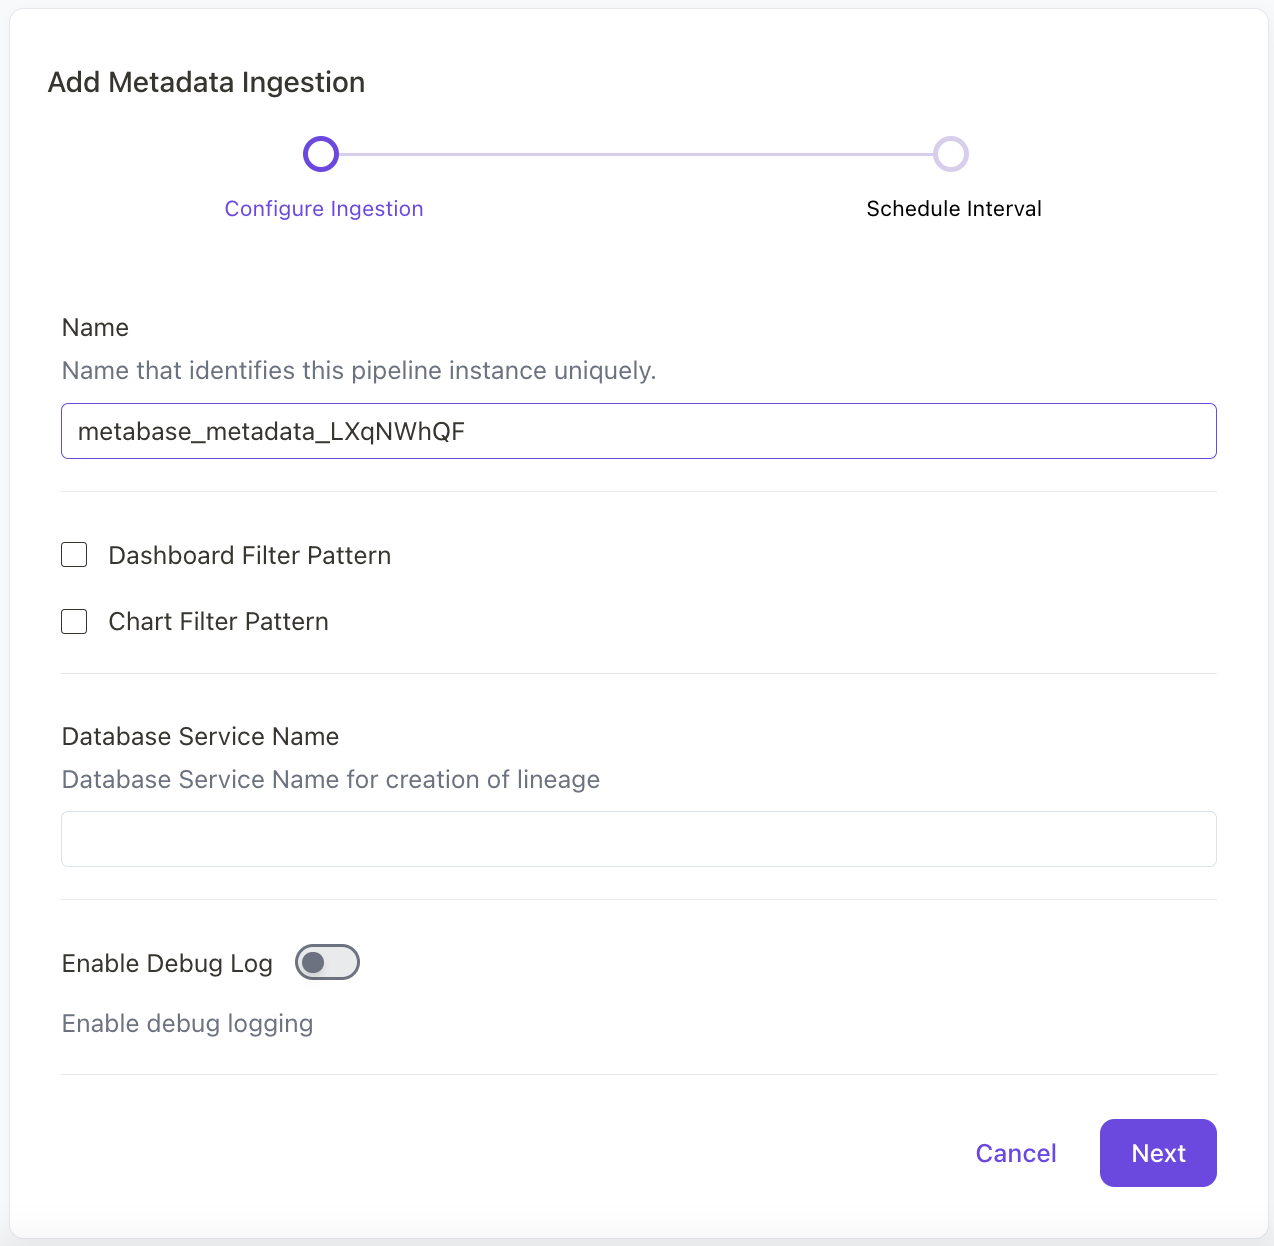 Add Metadata Ingestion
Configure Ingestion
Schedule Interval
Name
Name that identifies this pipeline instance uniquely.
metabase_metadata_LXqNWhQF
Dashboard Filter Pattern
Chart Filter Pattern
Database Service Name
Database Service Name for creation of lineage
Enable Debug Log
Enable debug logging
Cancel
Next